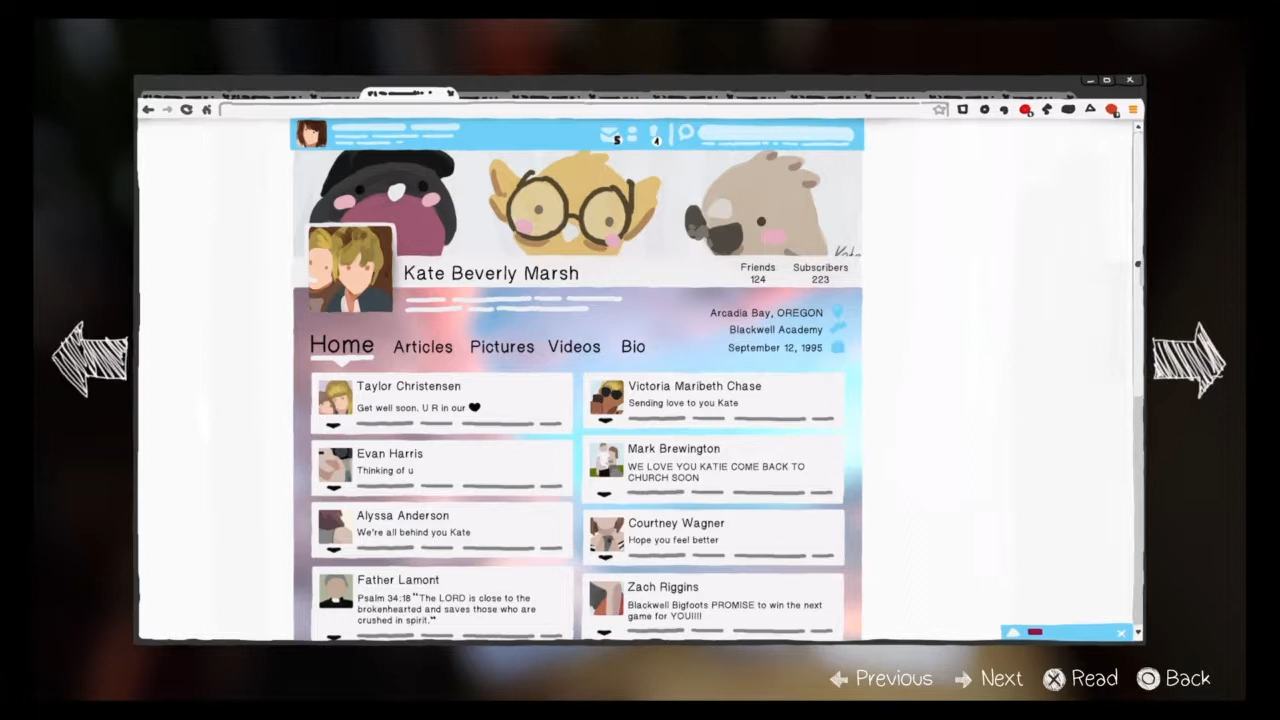 5
4
Kate
Kate Beverly Marsh
Friends
124
Subscribers
223
Arcadia Bay, OREGON
Blackwell Academy
September 12, 1995
Home Articles Pictures Videos Bio
Taylor Christensen
Get well soon. U R in our
Victoria Maribeth Chase
Sending love to you Kate
Evan Harris
Thinking of u
Mark Brewington
WE LOVE YOU KATIE COME BACK TO
CHURCH SOON
Alyssa Anderson
We're all behind you Kate
Courtney Wagner
Hope you feel better
Father Lamont
Psalm 34:18 "The LORD is close to the
brokenhearted and saves those who are
crushed in spirit."
Zach Riggins
Blackwell Bigfoots PROMISE to win the next
game for YOU!!!!
Previous Next Read Back